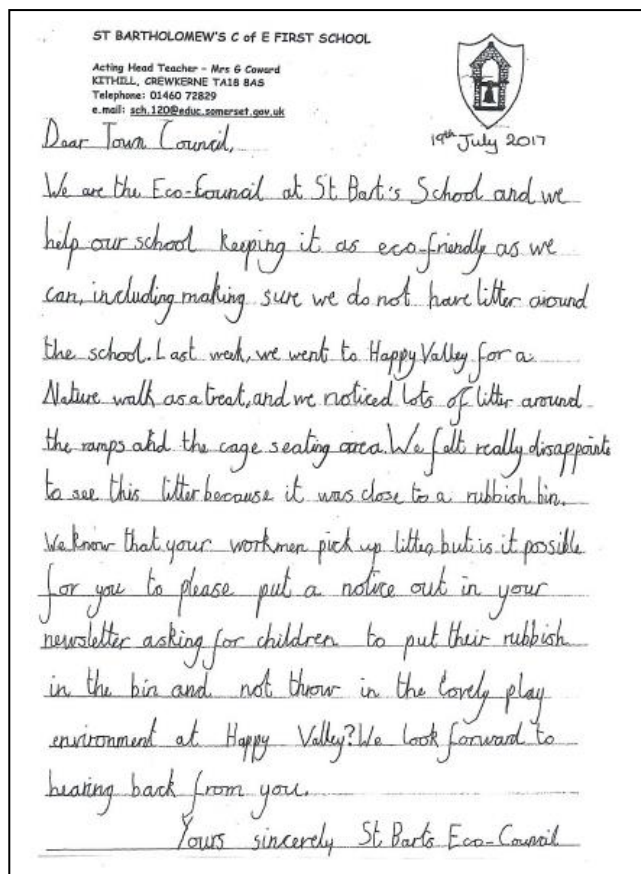 ST BARTHOLOMEW'S C of E FIRST SCHOOL
Acting Head Teacher - Mrs G Coward
KITHILL, CREWKERNE TA18 8AS
Telephone: 01460 72829
e.mail: sch.120@educ.somerset.gov.uk
19th July 2017
Dear Town Council,
We are the Eco-Council at St Bart's School and we
help our school keeping it as eco-friendly as we
can, including making sure we do not have litter around
the school. Last week, we went to Happy Valley for a
Nature walk as a treat, and we noticed lots of litter around
the ramps and the cage seating area. We felt really disappointe
to see this litter because it was close to a rubbish bin.
We know that your workmen pick up litter, but is it possible
for you to please put a notice out in your
newsletter asking for children to put their rubbish
in the bin and not throw in the lovely play
environment at Happy Valley? We look forward to
hearing back from you.
Yours sincerely St Barts Eco-Council